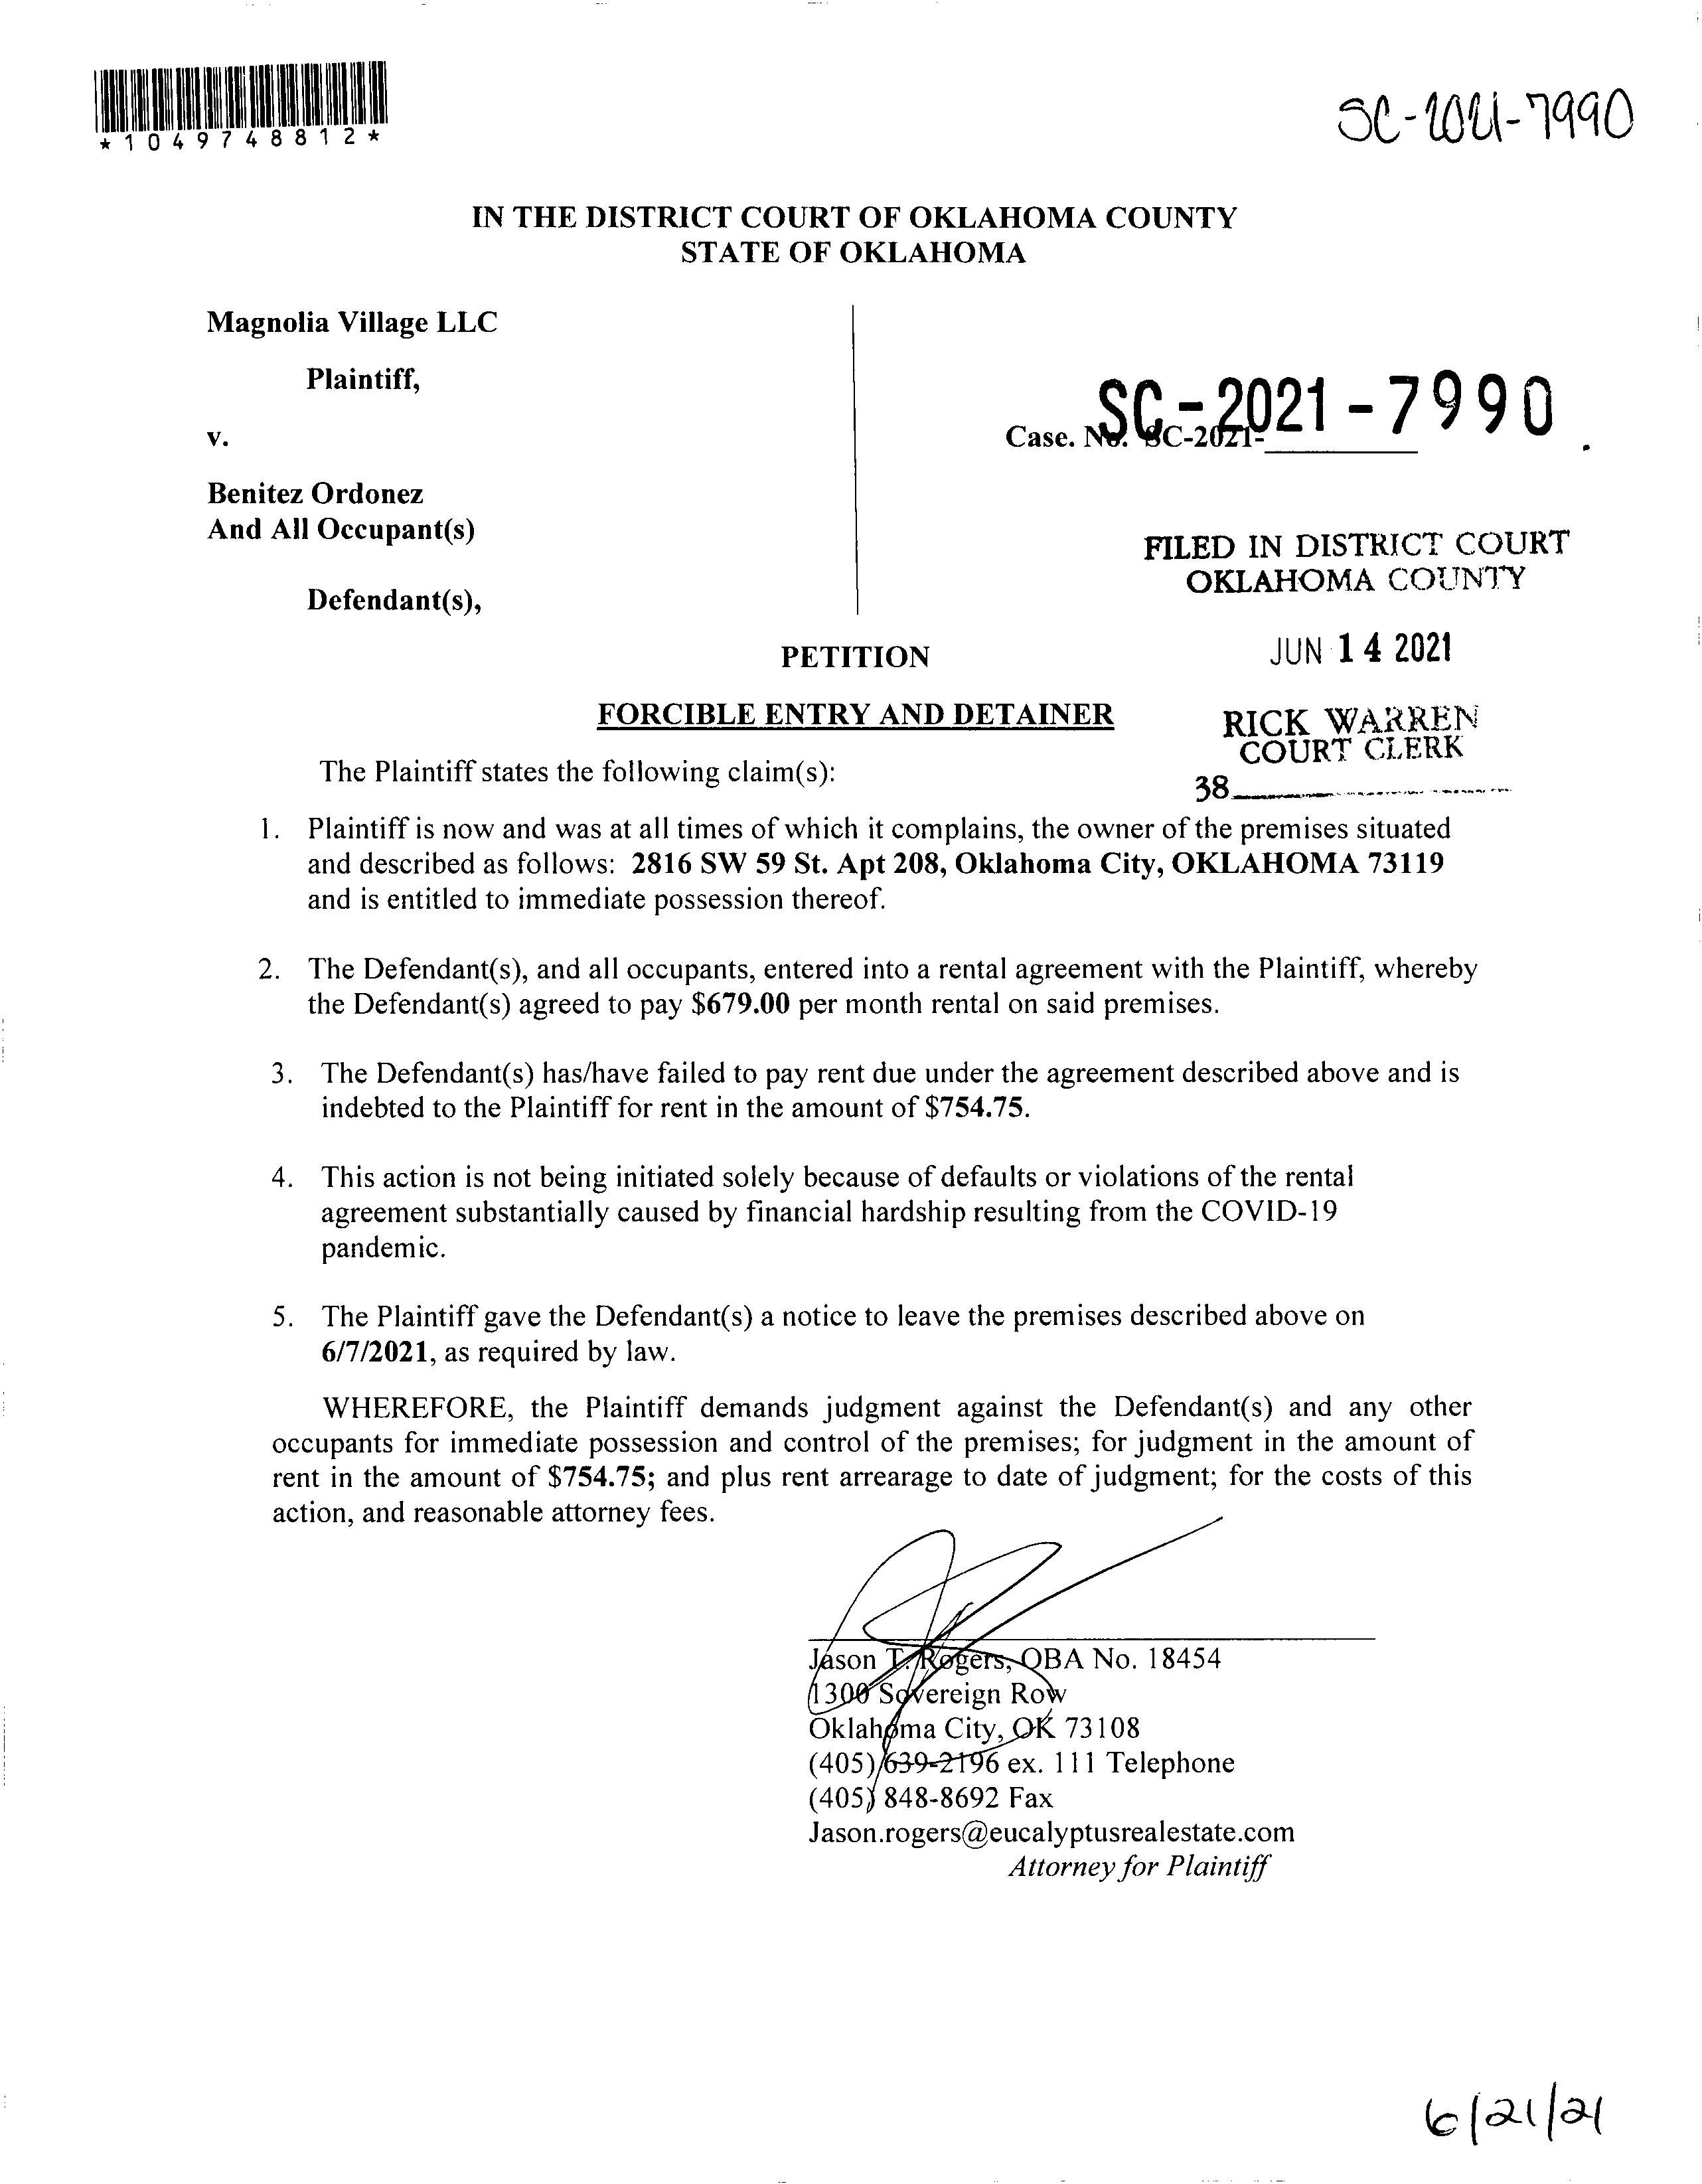 *1049748812*
SC-2021-7990
IN THE DISTRICT COURT OF OKLAHOMA COUNTY
STATE OF OKLAHOMA
Magnolia Village LLC
Plaintiff,
v.
Benitez Ordonez
And All Occupant(s)
Defendant(s),
SC-2021-7990
Case. No. SC-2021-________.
FILED IN DISTRICT COURT
OKLAHOMA COUNTY
JUN 14 2021
RICK WARREN
COURT CLERK
38
PETITION
FORCIBLE ENTRY AND DETAINER
The Plaintiff states the following claim(s):
1. Plaintiff is now and was at all times of which it complains, the owner of the premises situated
and described as follows: 2816 SW 59 St. Apt 208, Oklahoma City, OKLAHOMA 73119
and is entitled to immediate possession thereof.
2. The Defendant(s), and all occupants, entered into a rental agreement with the Plaintiff, whereby
the Defendant(s) agreed to pay $679.00 per month rental on said premises.
3. The Defendant(s) has/have failed to pay rent due under the agreement described above and is
indebted to the Plaintiff for rent in the amount of $754.75.
4. This action is not being initiated solely because of defaults or violations of the rental
agreement substantially caused by financial hardship resulting from the COVID-19
pandemic.
5. The Plaintiff gave the Defendant(s) a notice to leave the premises described above on
6/7/2021, as required by law.
WHEREFORE, the Plaintiff demands judgment against the Defendant(s) and any other
occupants for immediate possession and control of the premises; for judgment in the amount of
rent in the amount of $754.75; and plus rent arrearage to date of judgment; for the costs of this
action, and reasonable attorney fees.
Jason T. Rogers, OBA No. 18454
1300 Sovereign Row
Oklahoma City, OK 73108
(405) 639-2196 ex. 111 Telephone
(405) 848-8692 Fax
Jason.rogers@eucalyptusrealestate.com
Attorney for Plaintiff
6/21/21